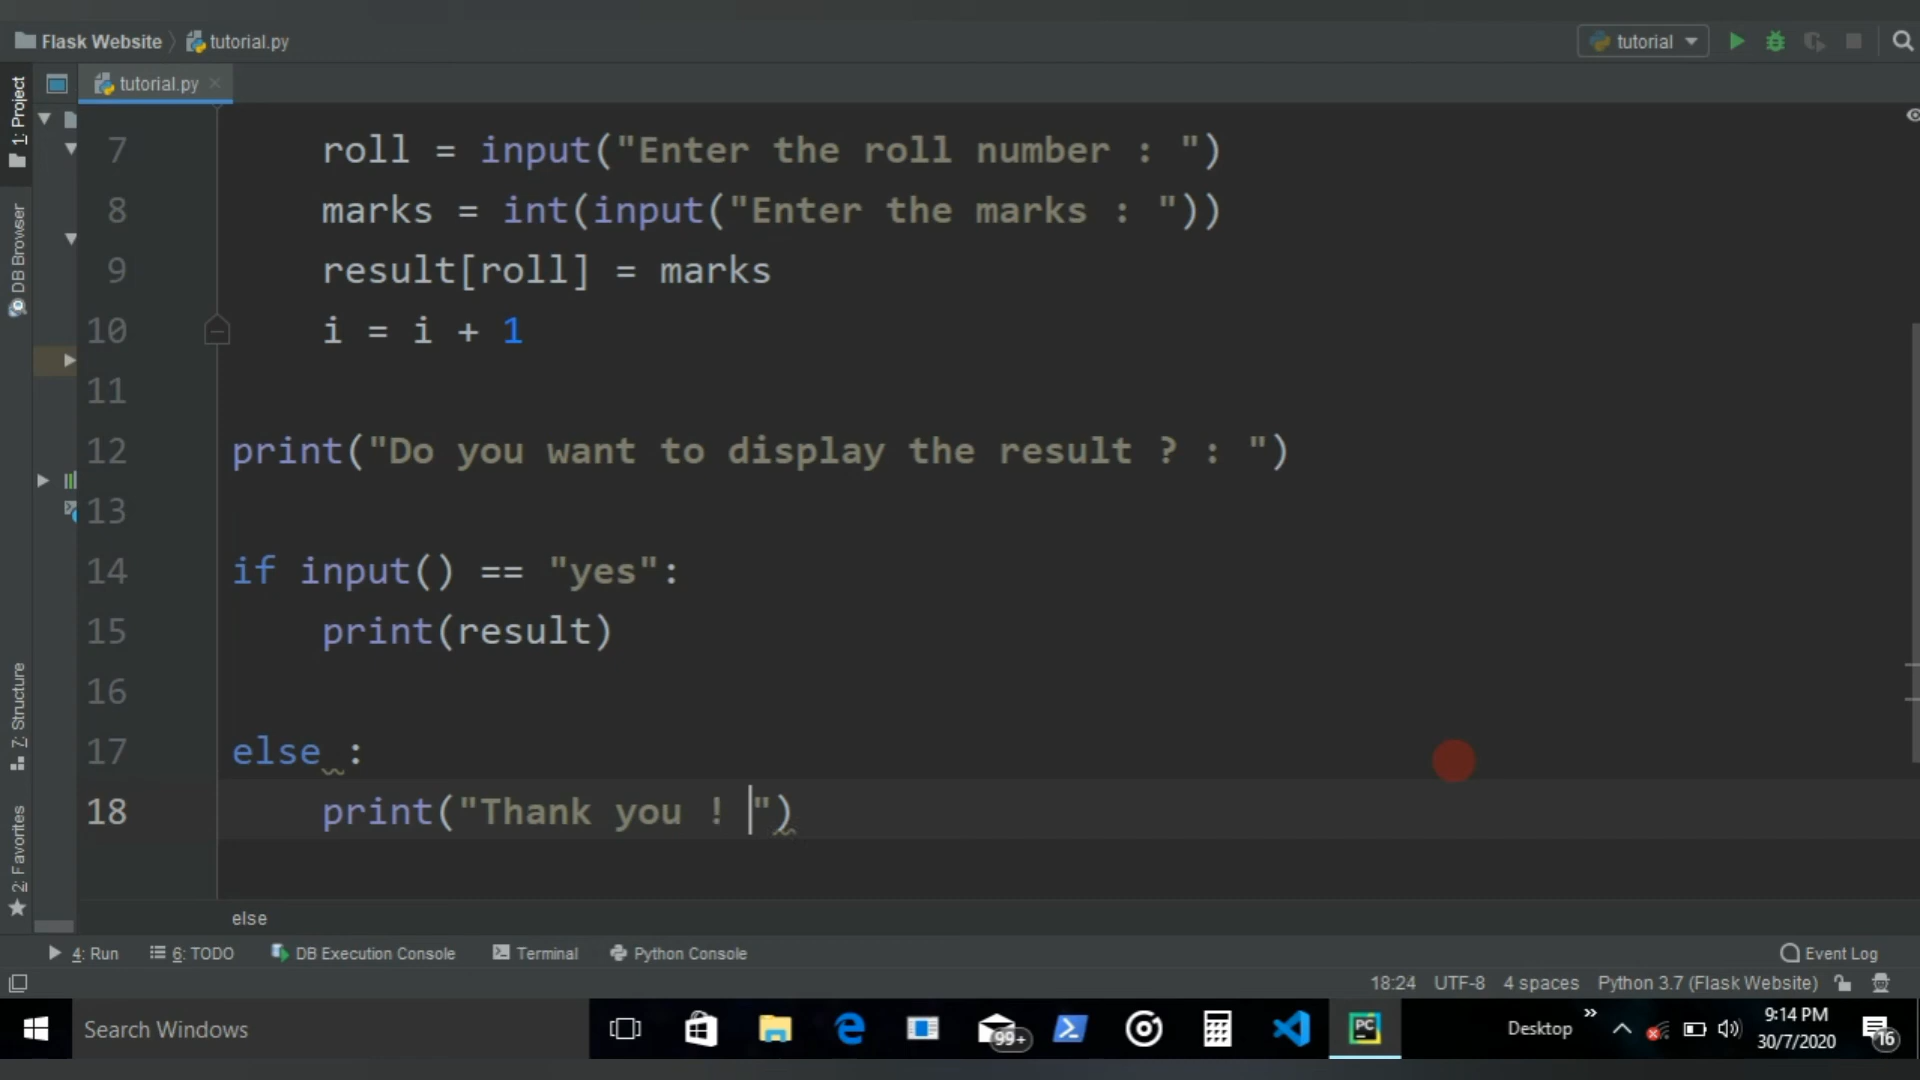 Flask Website 〉 tutorial.py
tutorial
1: Project
tutorial.py
DB Browser
7: Structure
2: Favorites
7 roll = input("Enter the roll number : ")
8 marks = int(input("Enter the marks : "))
9 result[roll] = marks
10 i = i + 1
11
12 print("Do you want to display the result ? : ")
13
14 if input() == "yes":
15 print(result)
16
17 else :
18 print("Thank you ! ")
else
4: Run 6: TODO DB Execution Console Terminal Python Console Event Log
18:24 UTF-8 4 spaces Python 3.7 (Flask Website)
Search Windows
99+
PC
Desktop
9:14 PM
30/7/2020
16